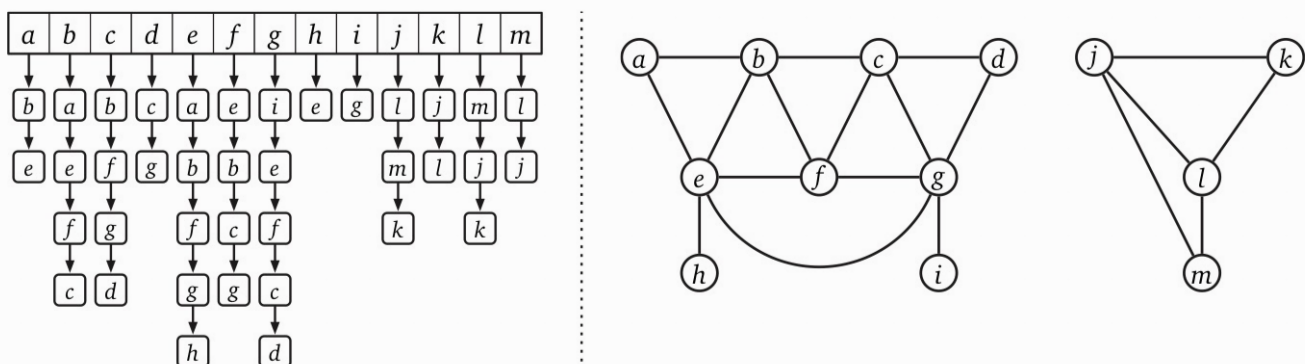 a b c d e f g h i j k l m
b a b c a e i e g l j m l
e e f g b b e m l j j
f g f c f k k
c d g g c
h d
a b c d
e f g
h i
j k
l
m